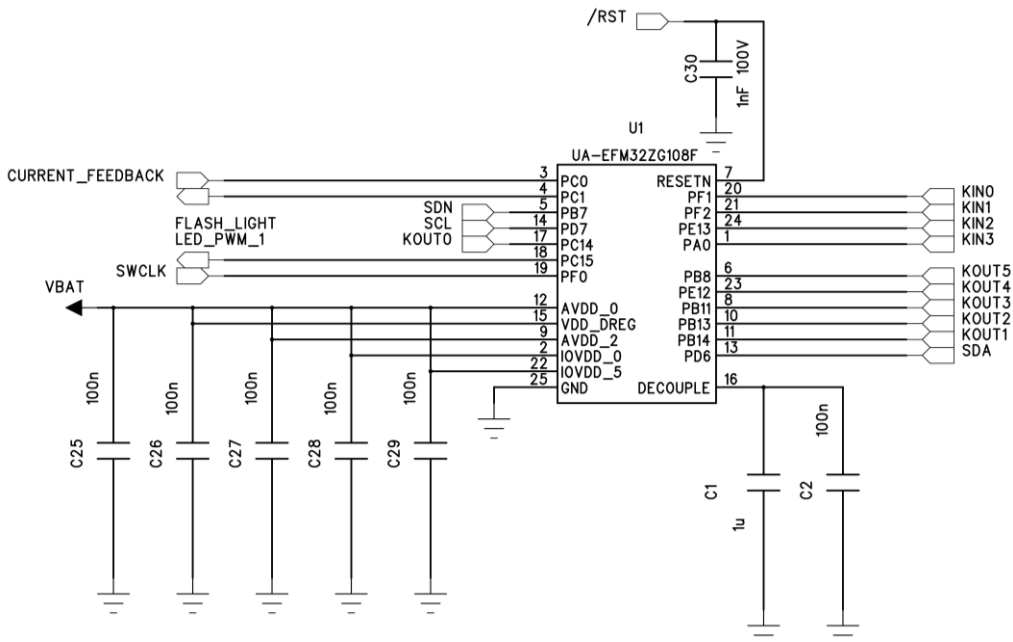 /RST
C30
1nF 100V
U1
UA-EFM32ZG108F
CURRENT_FEEDBACK
3 PC0
4 PC1
SDN 5 PB7
FLASH_LIGHT
SCL 14 PD7
LED_PWM_1
KOUT0 17 PC14
18 PC15
SWCLK 19 PF0
VBAT
12 AVDD_0
15 VDD_DREG
9 AVDD_2
2 IOVDD_0
22 IOVDD_5
25 GND
RESETN 7
PF1 20 KIN0
PF2 21 KIN1
PE13 24 KIN2
PA0 1 KIN3
PB8 6 KOUT5
PE12 23 KOUT4
PB11 8 KOUT3
PB13 10 KOUT2
PB14 11 KOUT1
PD6 13 SDA
DECOUPLE 16
100n
C25
100n
C26
100n
C27
100n
C28
100n
C29
C1
1u
C2
100n